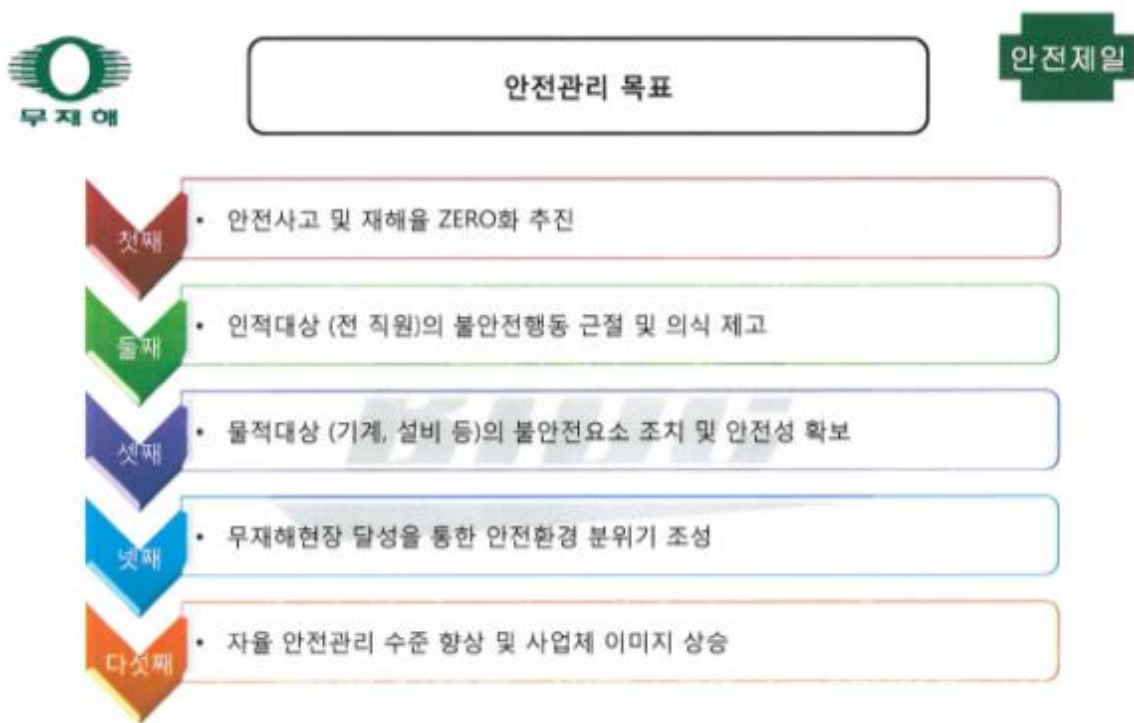 무재해
안전관리 목표
안전제일
첫째
• 안전사고 및 재해율 ZERO화 추진
둘째
• 인적대상 (전 직원)의 불안전행동 근절 및 의식 제고
셋째
• 물적대상 (기계, 설비 등)의 불안전요소 조치 및 안전성 확보
넷째
• 무재해현장 달성을 통한 안전환경 분위기 조성
다섯째
• 자율 안전관리 수준 향상 및 사업체 이미지 상승